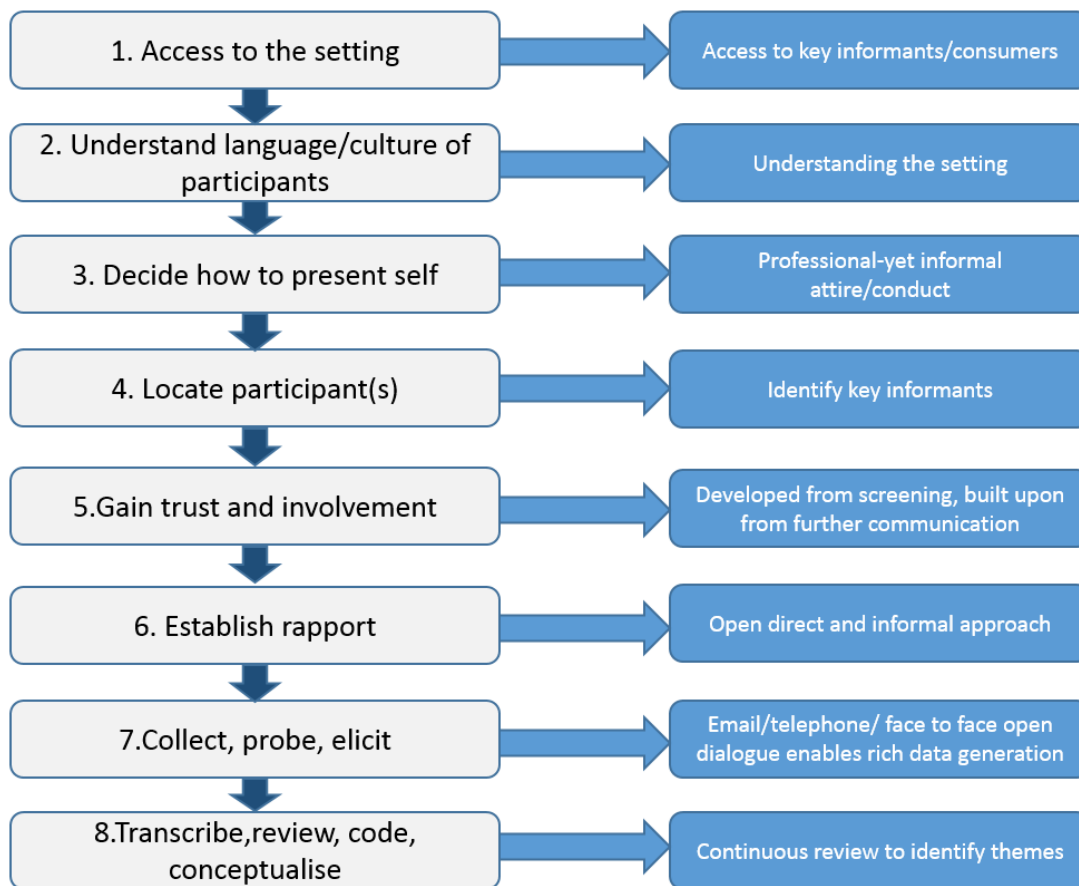 1. Access to the setting
Access to key informants/consumers
2. Understand language/culture of
participants
Understanding the setting
3. Decide how to present self
Professional-yet informal
attire/conduct
4. Locate participant(s)
Identify key informants
5.Gain trust and involvement
Developed from screening, built upon
from further communication
6. Establish rapport
Open direct and informal approach
7.Collect, probe, elicit
Email/telephone/ face to face open
dialogue enables rich data generation
8.Transcribe,review, code,
conceptualise
Continuous review to identify themes